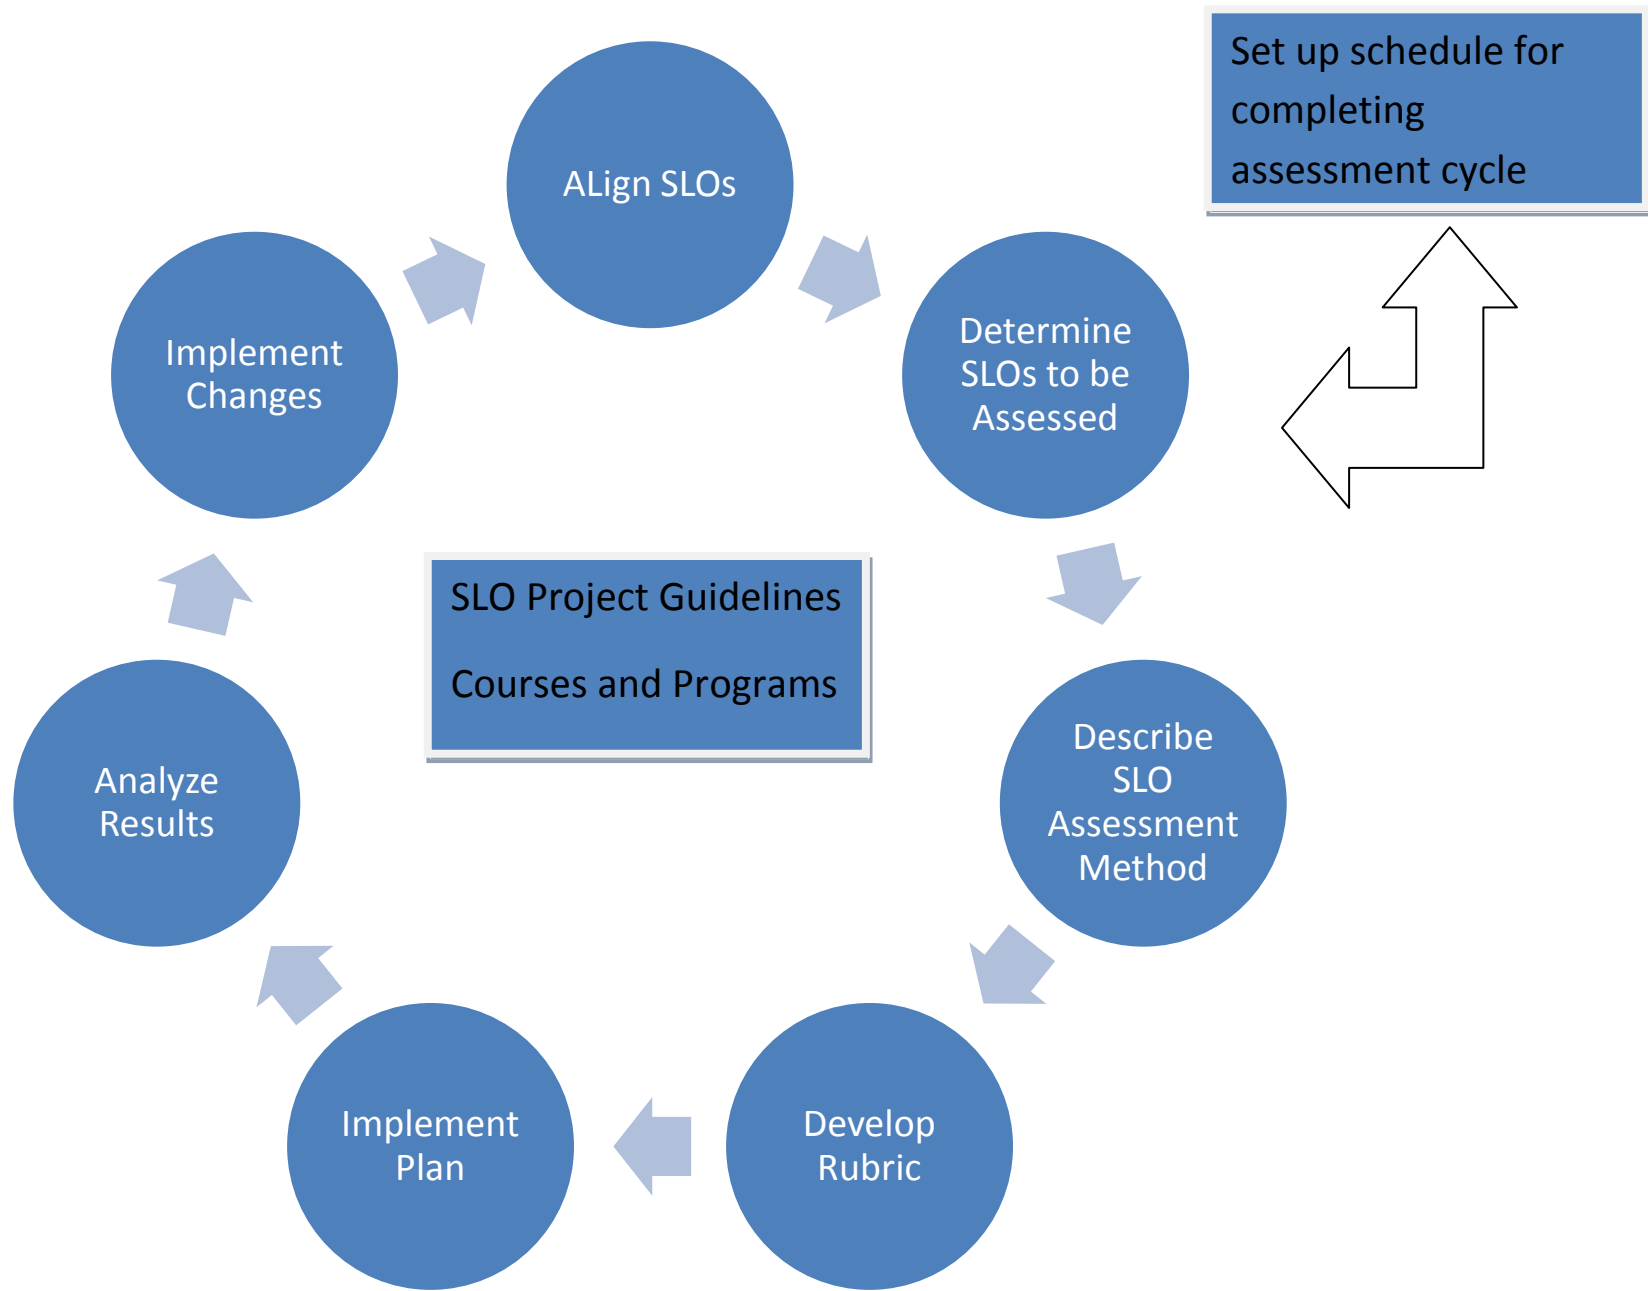 Set up schedule for
completing
assessment cycle
ALign SLOs
Determine
SLOs to be
Assessed
Describe
SLO
Assessment
Method
Develop
Rubric
Implement
Plan
Analyze
Results
Implement
Changes
SLO Project Guidelines
Courses and Programs